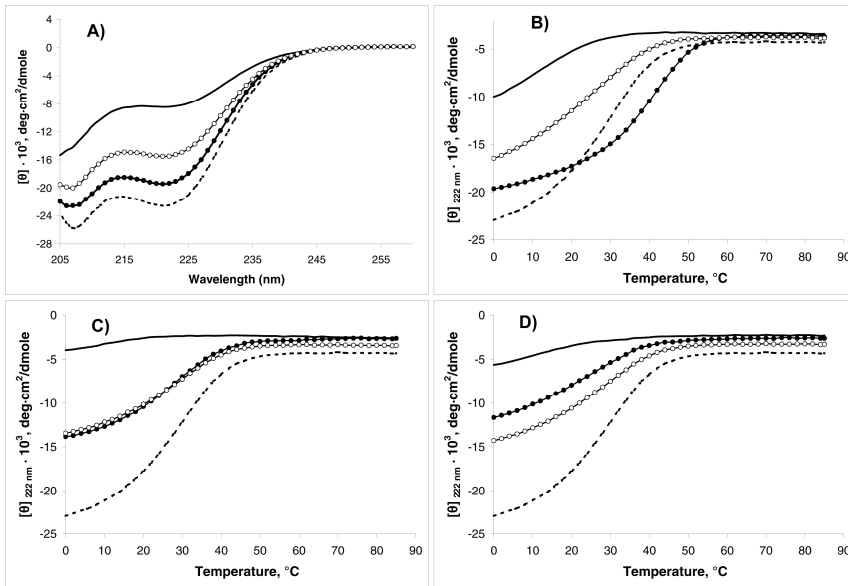 A)
4
0
-4
-8
-12
-16
-20
-24
-28
205 215 225 235 245 255
Wavelength (nm)
[θ] · 10³, deg·cm²/dmole
B)
0
-5
-10
-15
-20
-25
0 10 20 30 40 50 60 70 80 90
Temperature, °C
[θ] 222 nm · 10³, deg·cm²/dmole
C)
0
-5
-10
-15
-20
-25
0 10 20 30 40 50 60 70 80 90
Temperature, °C
[θ] 222 nm · 10³, deg·cm²/dmole
D)
0
-5
-10
-15
-20
-25
0 10 20 30 40 50 60 70 80 90
Temperature, °C
[θ] 222 nm · 10³, deg·cm²/dmole